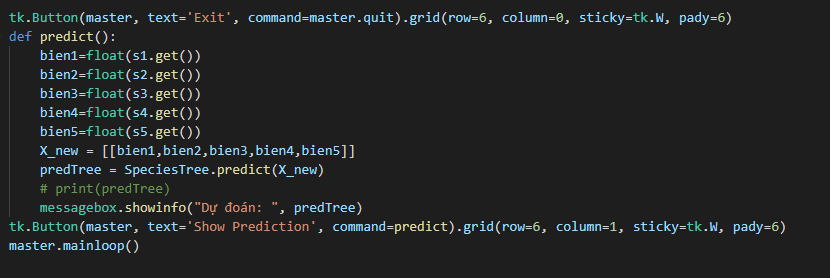 tk.Button(master, text='Exit', command=master.quit).grid(row=6, column=0, sticky=tk.W, pady=6)
def predict():
    bien1=float(s1.get())
    bien2=float(s2.get())
    bien3=float(s3.get())
    bien4=float(s4.get())
    bien5=float(s5.get())
    X_new = [[bien1,bien2,bien3,bien4,bien5]]
    predTree = SpeciesTree.predict(X_new)
    # print(predTree)
    messagebox.showinfo("Dự đoán: ", predTree)
tk.Button(master, text='Show Prediction', command=predict).grid(row=6, column=1, sticky=tk.W, pady=6)
master.mainloop()